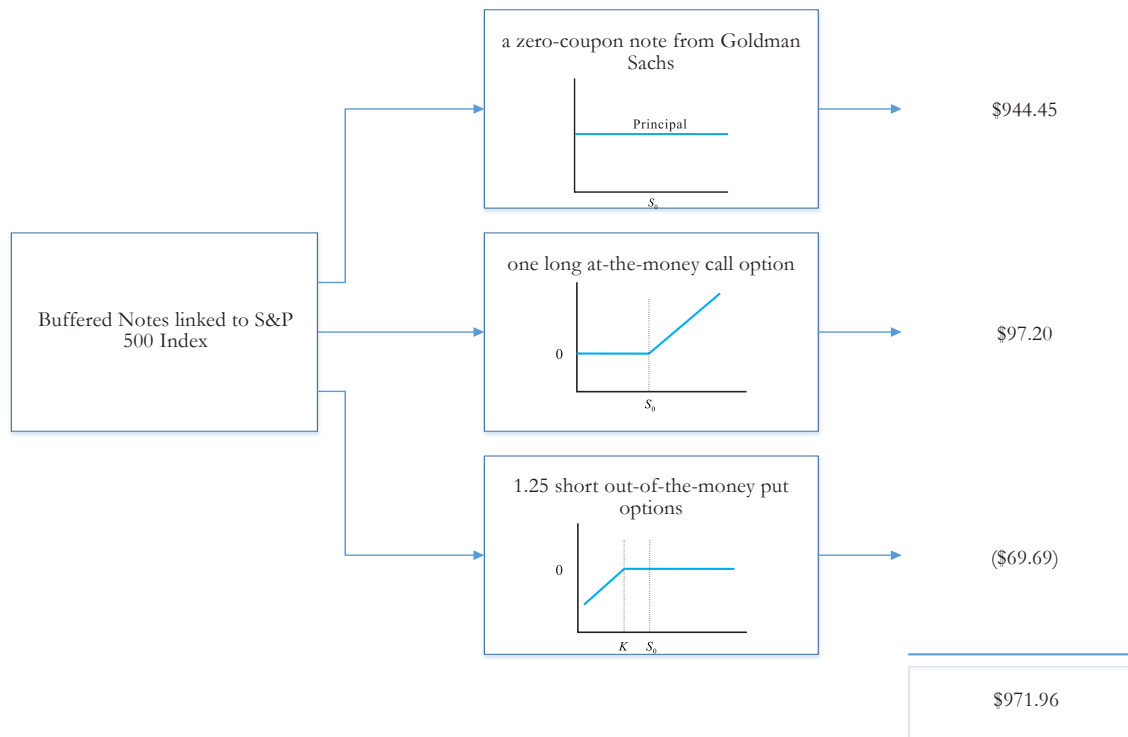 a zero-coupon note from Goldman
Sachs
Principal
S₀
$944.45
Buffered Notes linked to S&P
500 Index
one long at-the-money call option
0
S₀
$97.20
1.25 short out-of-the-money put
options
0
K S₀
($69.69)
$971.96